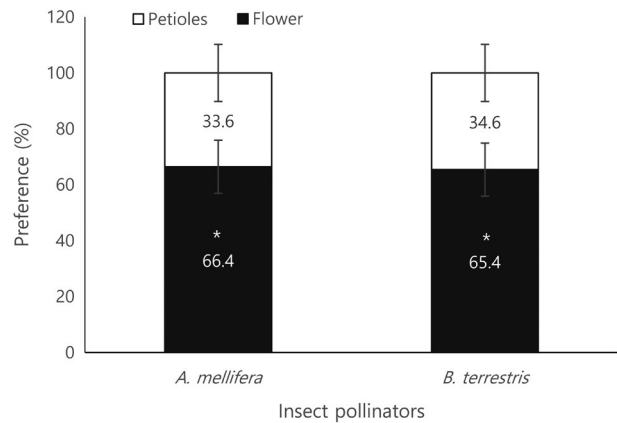 120
Petioles Flower
100
33.6 34.6
80
60
* *
40
66.4 65.4
20
0
Preference (%)
A. mellifera B. terrestris
Insect pollinators